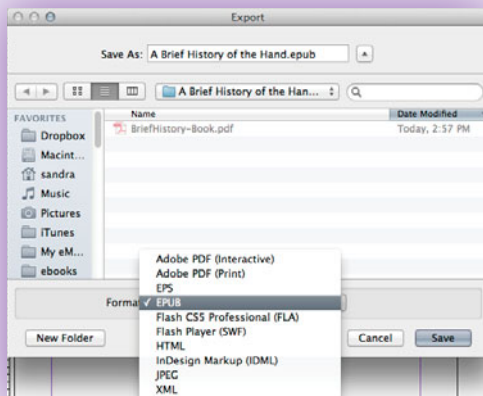 Export
Save As: A Brief History of the Hand.epub
A Brief History of the Han...
FAVORITES
Name Date Modified
Dropbox
BriefHistory-Book.pdf Today, 2:57 PM
Macint...
sandra
Music
Pictures
iTunes
My eM...
ebooks
Adobe PDF (Interactive)
Adobe PDF (Print)
EPS
Format ✓ EPUB
Flash CS5 Professional (FLA)
Flash Player (SWF)
HTML
InDesign Markup (IDML)
JPEG
XML
New Folder Cancel Save